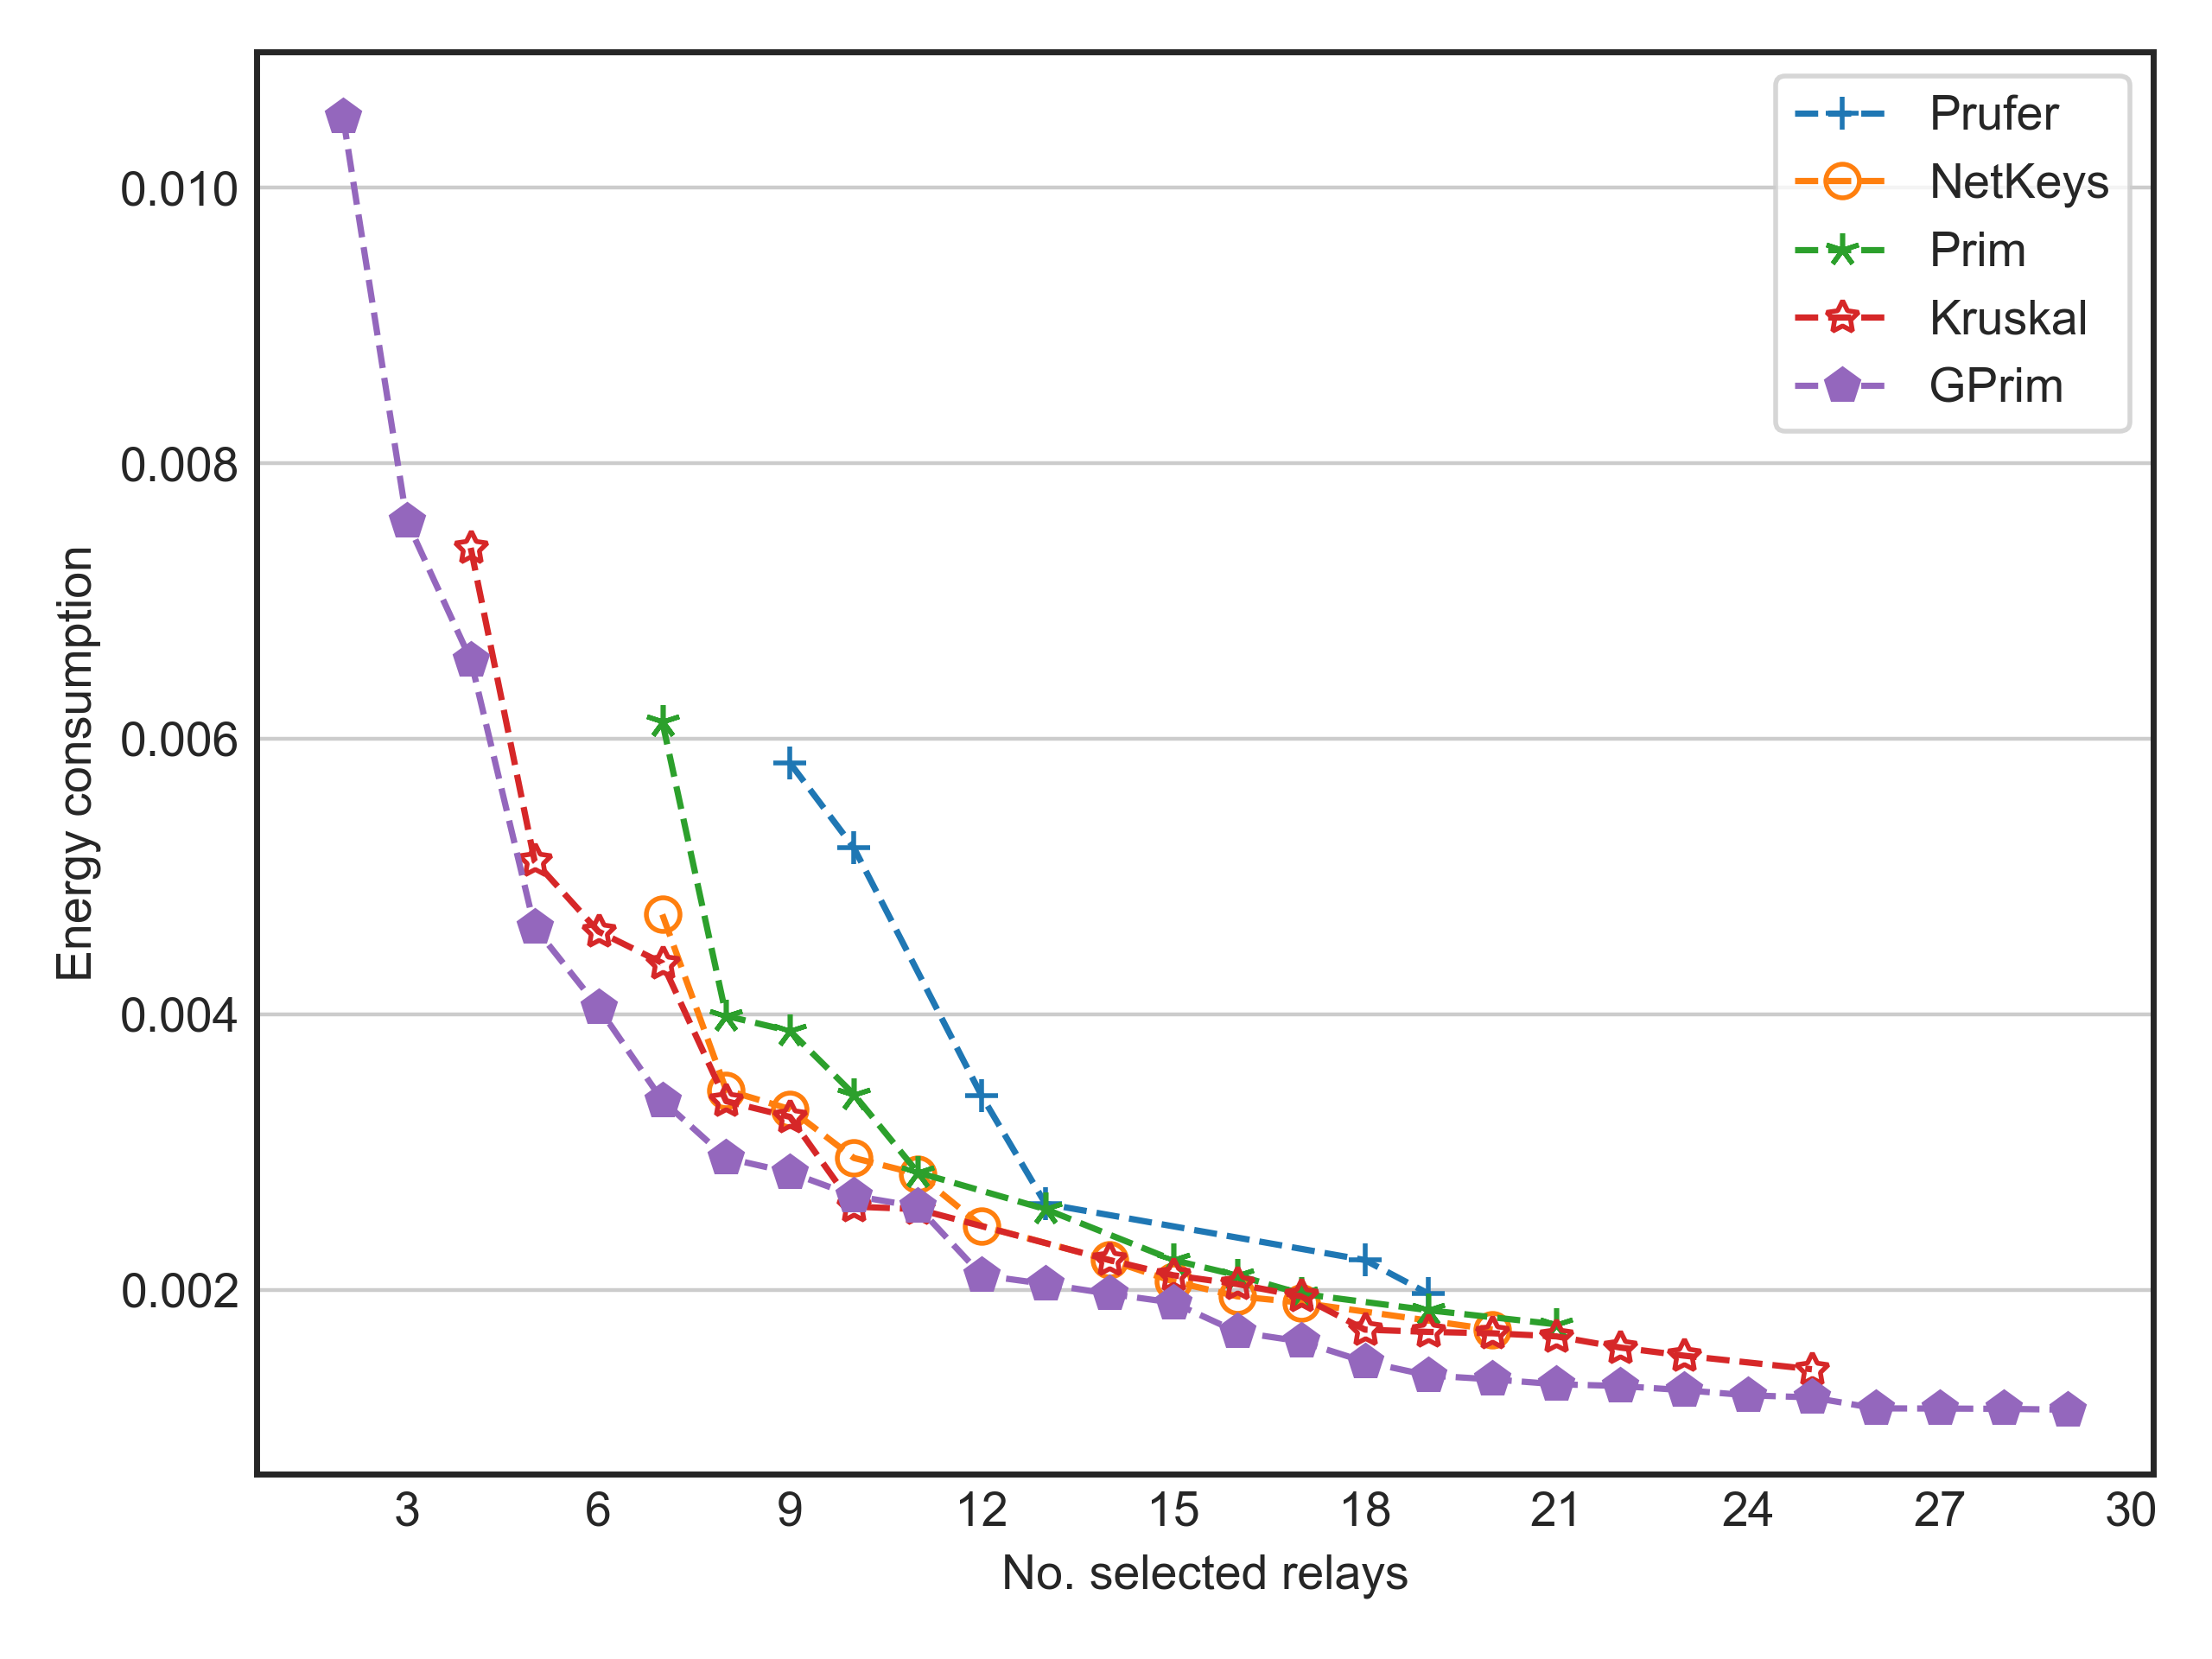 Prufer
NetKeys
Prim
Kruskal
GPrim
0.010
0.008
0.006
0.004
0.002
Energy consumption
3 6 9 12 15 18 21 24 27 30
No. selected relays